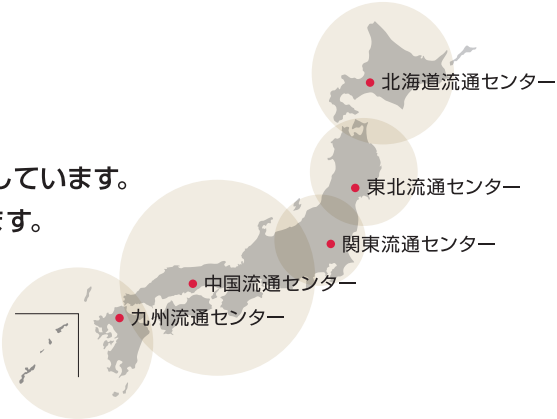 しています。
ます。
北海道流通センター
東北流通センター
関東流通センター
中国流通センター
九州流通センター